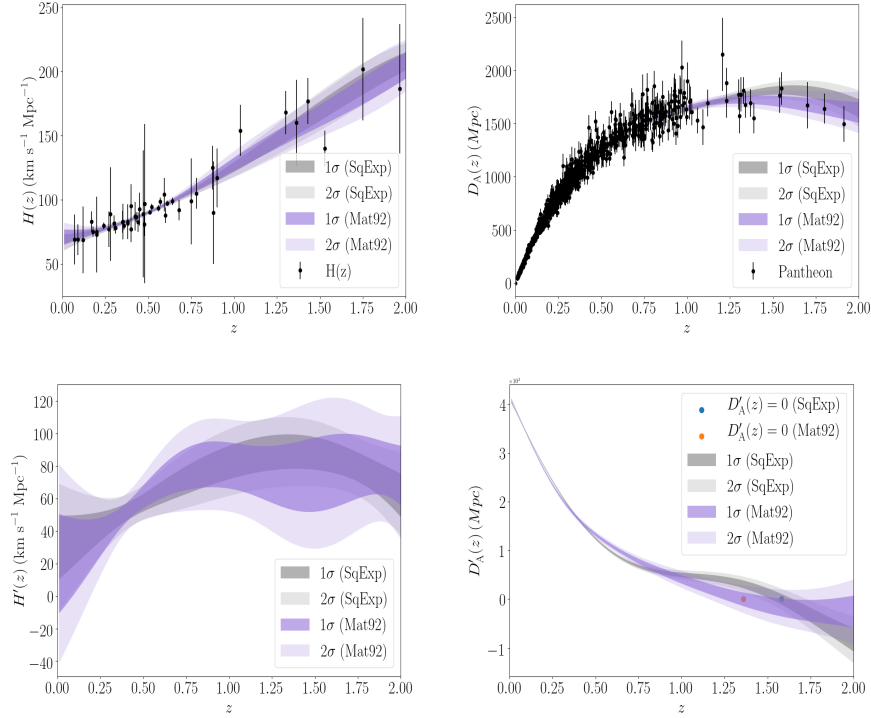 250
200
150
100
50
H(z) (km s⁻¹ Mpc⁻¹)
1σ (SqExp)
2σ (SqExp)
1σ (Mat92)
2σ (Mat92)
H(z)
0.00 0.25 0.50 0.75 1.00 1.25 1.50 1.75 2.00
z
2500
2000
1500
1000
500
0
D_A(z) (Mpc)
1σ (SqExp)
2σ (SqExp)
1σ (Mat92)
2σ (Mat92)
Pantheon
0.00 0.25 0.50 0.75 1.00 1.25 1.50 1.75 2.00
z
120
100
80
60
40
20
0
−20
−40
H′(z) (km s⁻¹ Mpc⁻¹)
1σ (SqExp)
2σ (SqExp)
1σ (Mat92)
2σ (Mat92)
0.00 0.25 0.50 0.75 1.00 1.25 1.50 1.75 2.00
z
4
3
2
1
0
−1
D′_A(z) (Mpc)
D′_A(z) = 0 (SqExp)
D′_A(z) = 0 (Mat92)
1σ (SqExp)
2σ (SqExp)
1σ (Mat92)
2σ (Mat92)
0.00 0.25 0.50 0.75 1.00 1.25 1.50 1.75 2.00
z